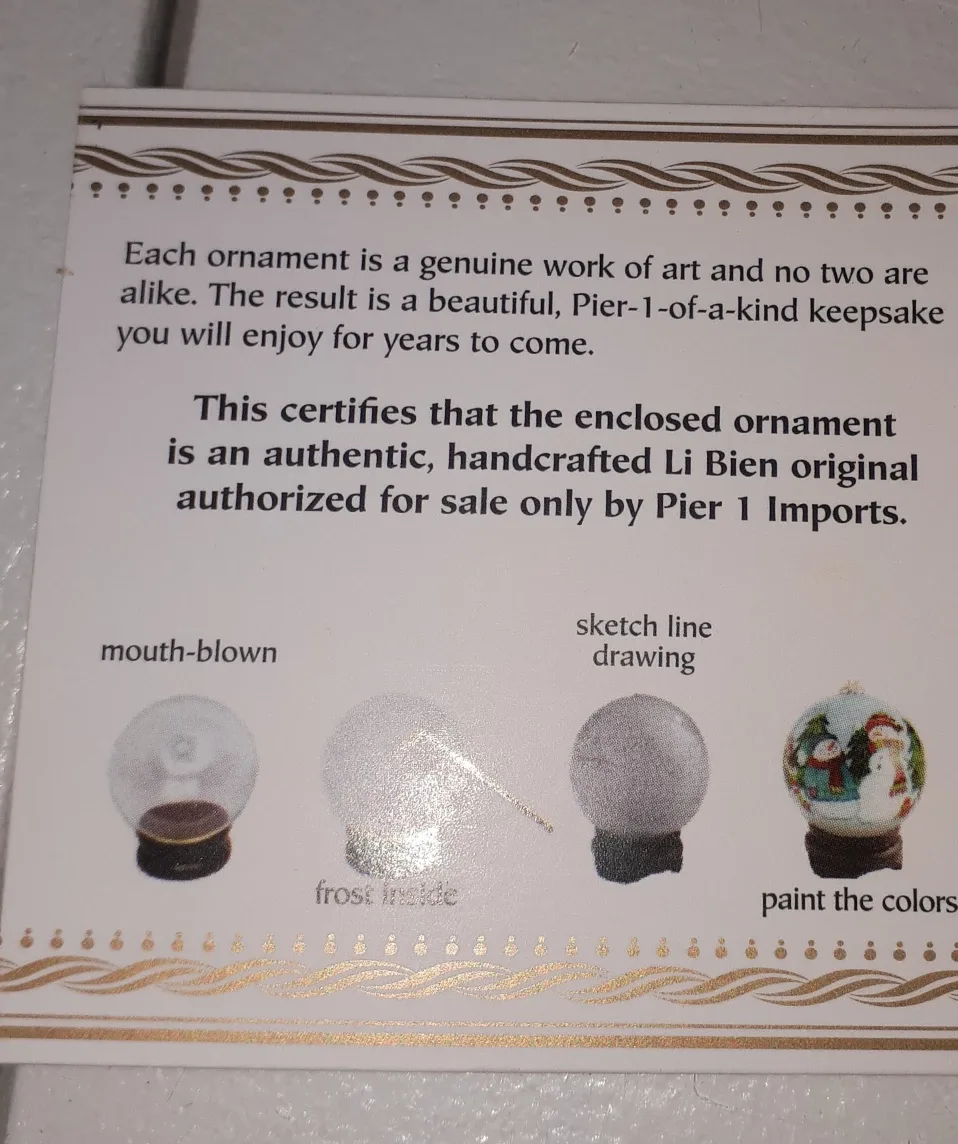 Each ornament is a genuine work of art and no two are
alike. The result is a beautiful, Pier-1-of-a-kind keepsake
you will enjoy for years to come.
This certifies that the enclosed ornament
is an authentic, handcrafted Li Bien original
authorized for sale only by Pier 1 Imports.
mouth-blown
frost inside
sketch line
drawing
paint the colors